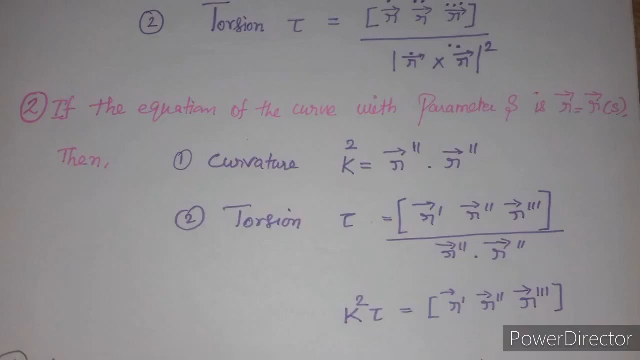 ② Torsion τ = [ṙ⃗ r̈⃗ r⃛⃗]
|ṙ⃗ × r̈⃗|²
② If the equation of the curve with Parameter s is r⃗ = r⃗(s).
Then, ① Curvature K² = r⃗'' . r⃗''
② Torsion τ = [r⃗' r⃗'' r⃗''']
r⃗'' . r⃗''
K²τ = [r⃗' r⃗'' r⃗''']
PowerDirector